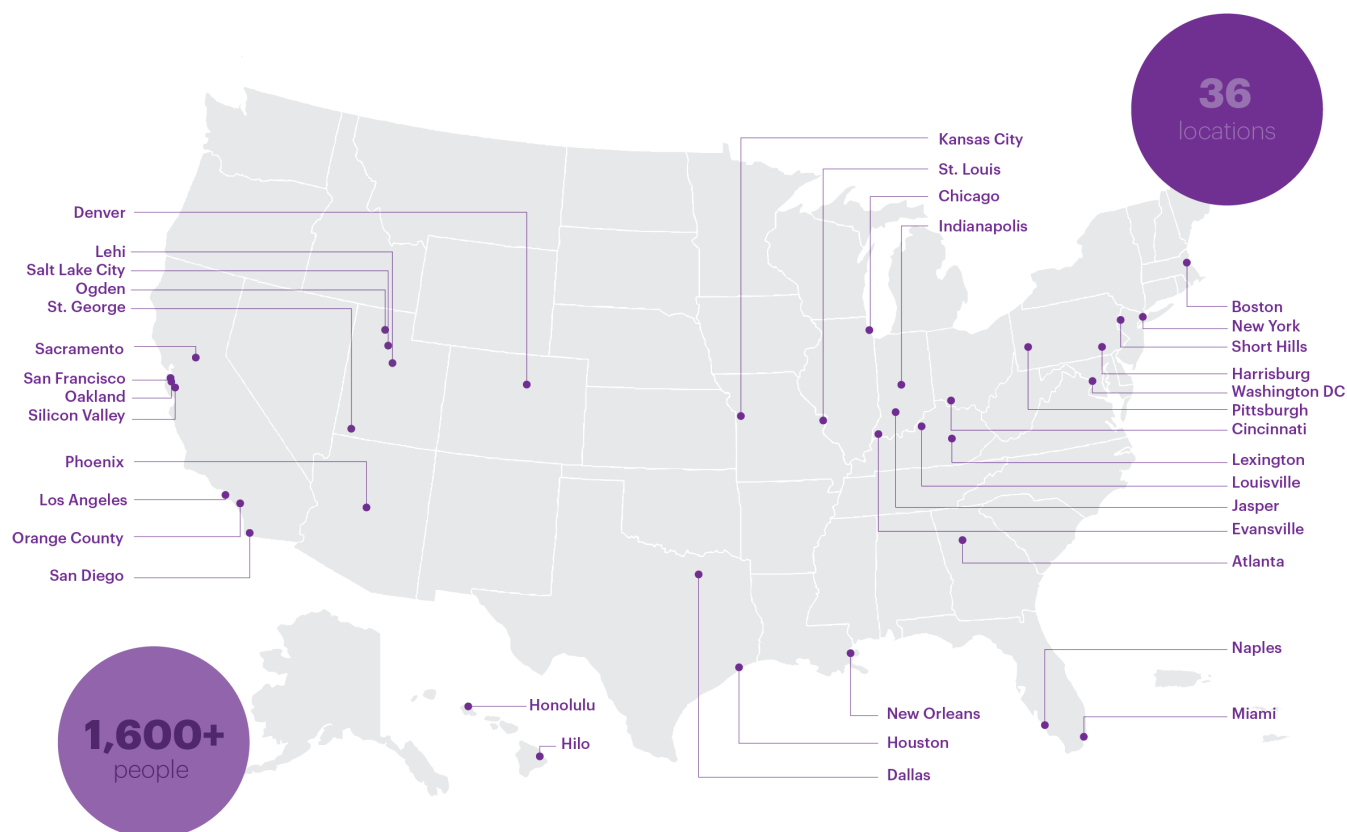 36
locations
Kansas City
St. Louis
Chicago
Indianapolis
Denver
Lehi
Salt Lake City
Ogden
St. George
Sacramento
San Francisco
Oakland
Silicon Valley
Phoenix
Los Angeles
Orange County
San Diego
Boston
New York
Short Hills
Harrisburg
Washington DC
Pittsburgh
Cincinnati
Lexington
Louisville
Jasper
Evansville
Atlanta
Naples
Miami
New Orleans
Houston
Dallas
Honolulu
Hilo
1,600+
people